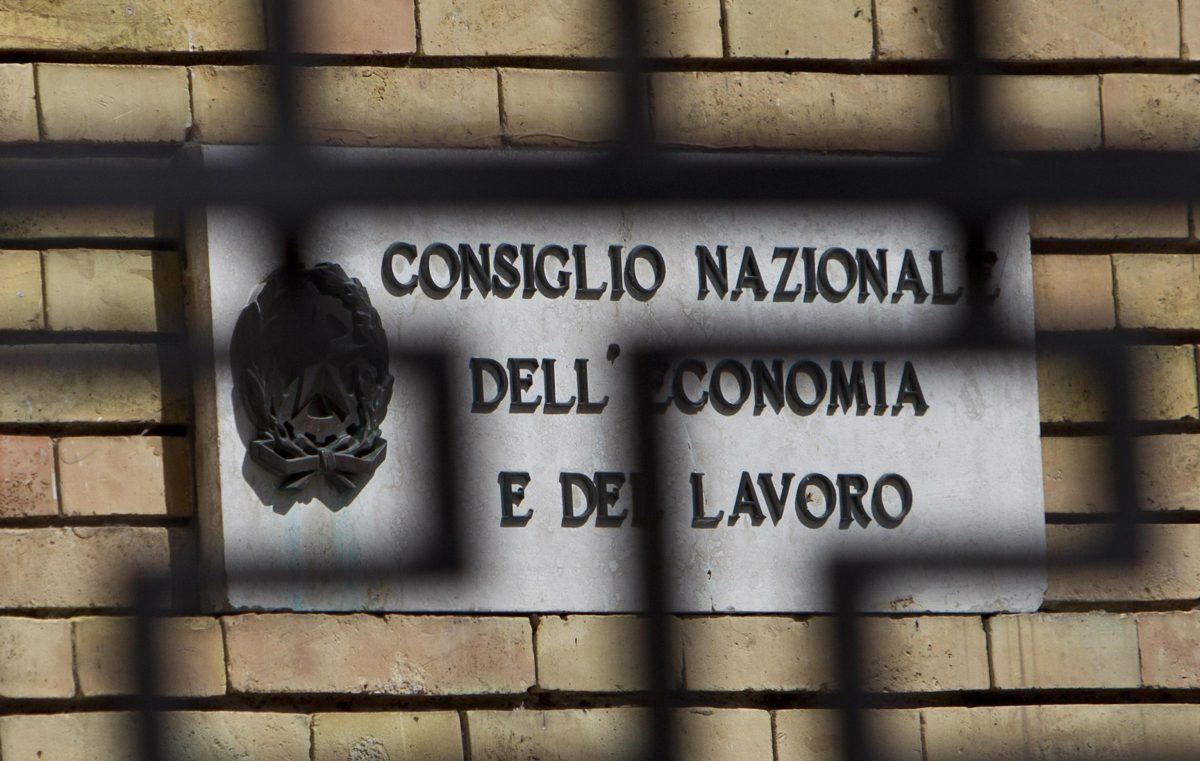 CONSIGLIO NAZIONALE
DELL'ECONOMIA
E DEL LAVORO